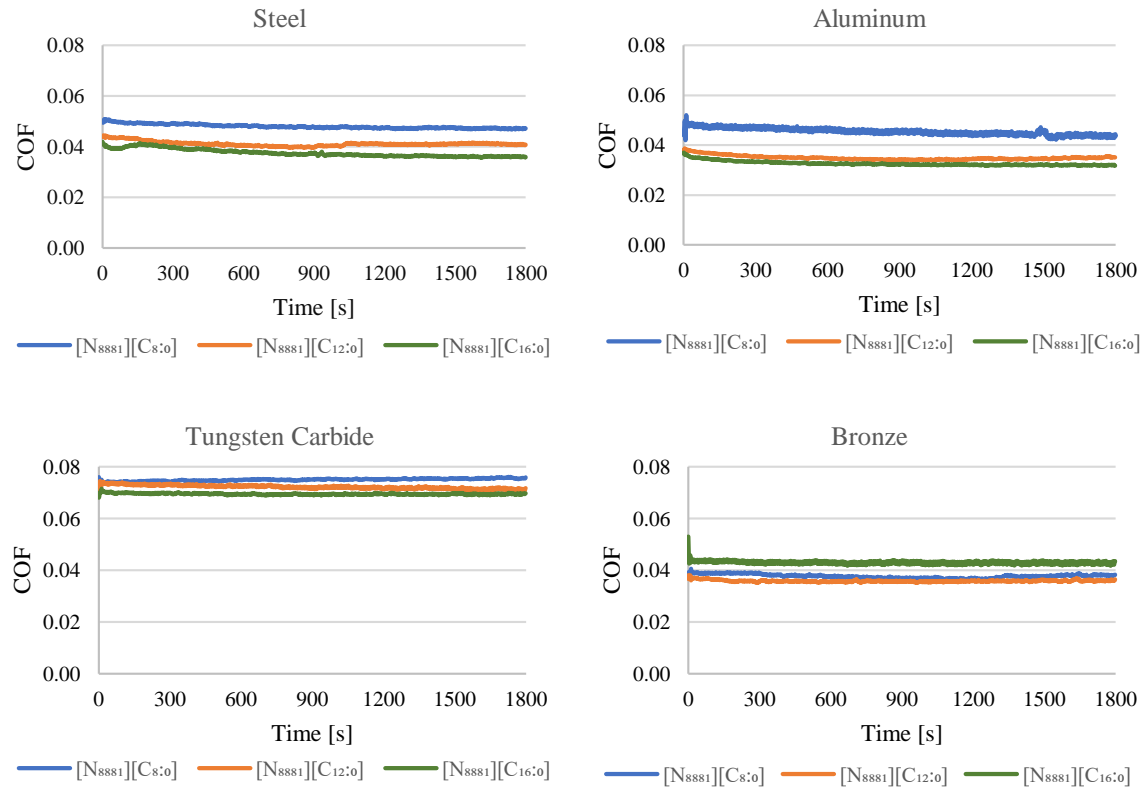 Steel
0.08
0.06
0.04
0.02
0.00
COF
0 300 600 900 1200 1500 1800
Time [s]
[N₈₈₈₁][C₈:₀] [N₈₈₈₁][C₁₂:₀] [N₈₈₈₁][C₁₆:₀]
Aluminum
0.08
0.06
0.04
0.02
0.00
COF
0 300 600 900 1200 1500 1800
Time [s]
[N₈₈₈₁][C₈:₀] [N₈₈₈₁][C₁₂:₀] [N₈₈₈₁][C₁₆:₀]
Tungsten Carbide
0.08
0.06
0.04
0.02
0.00
COF
0 300 600 900 1200 1500 1800
Time [s]
[N₈₈₈₁][C₈:₀] [N₈₈₈₁][C₁₂:₀] [N₈₈₈₁][C₁₆:₀]
Bronze
0.08
0.06
0.04
0.02
0.00
COF
0 300 600 900 1200 1500 1800
Time [s]
[N₈₈₈₁][C₈:₀] [N₈₈₈₁][C₁₂:₀] [N₈₈₈₁][C₁₆:₀]